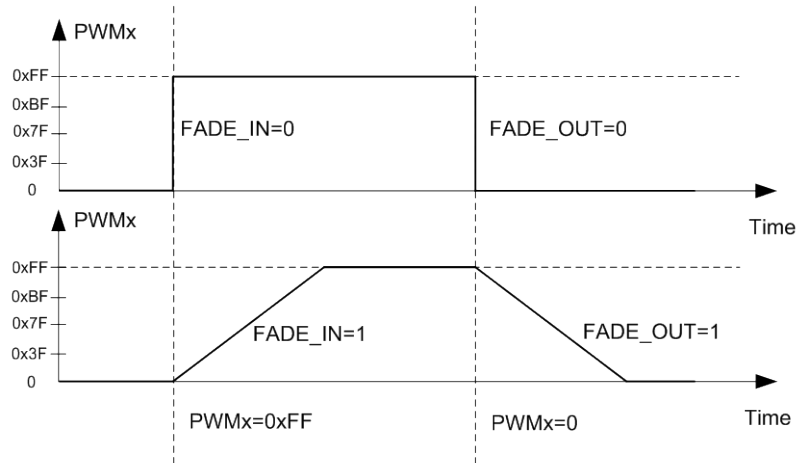 PWMx
0xFF
0xBF
FADE_IN=0 FADE_OUT=0
0x7F
0x3F
0
PWMx
Time
0xFF
0xBF
0x7F
FADE_IN=1 FADE_OUT=1
0x3F
0
PWMx=0xFF PWMx=0 Time